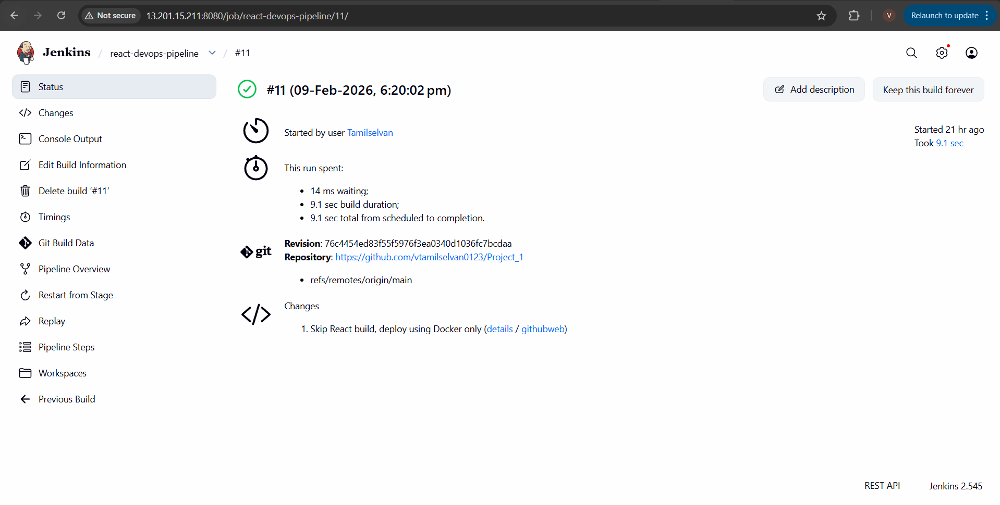 Not secure 13.201.15.211:8080/job/react-devops-pipeline/11/ V Relaunch to update
Jenkins / react-devops-pipeline / #11
Status
Changes
Console Output
Edit Build Information
Delete build ‘#11’
Timings
Git Build Data
Pipeline Overview
Restart from Stage
Replay
Pipeline Steps
Workspaces
Previous Build
#11 (09-Feb-2026, 6:20:02 pm)
Add description
Keep this build forever
Started by user Tamilselvan
Started 21 hr ago
Took 9.1 sec
This run spent:
• 14 ms waiting;
• 9.1 sec build duration;
• 9.1 sec total from scheduled to completion.
git
Revision: 76c4454ed83f55f5976f3ea0340d1036fc7bcdaa
Repository: https://github.com/vtamilselvan0123/Project_1
• refs/remotes/origin/main
Changes
1. Skip React build, deploy using Docker only (details / githubweb)
REST API Jenkins 2.545